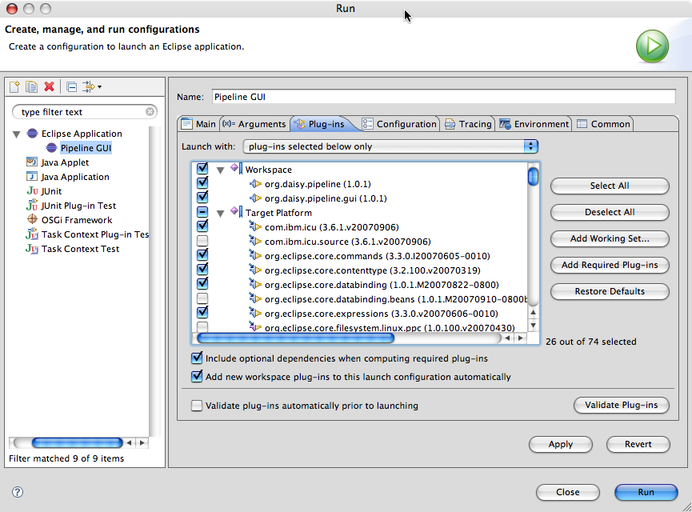 Run
Create, manage, and run configurations
Create a configuration to launch an Eclipse application.
type filter text
Eclipse Application
Pipeline GUI
Java Applet
Java Application
JUnit
JUnit Plug-in Test
OSGi Framework
Task Context Plug-in Tes
Task Context Test
Filter matched 9 of 9 items
Name: Pipeline GUI
Main (x)= Arguments Plug-ins Configuration Tracing Environment Common
Launch with: plug-ins selected below only
Workspace
org.daisy.pipeline (1.0.1)
org.daisy.pipeline.gui (1.0.1)
Target Platform
com.ibm.icu (3.6.1.v20070906)
com.ibm.icu.source (3.6.1.v20070906)
org.eclipse.core.commands (3.3.0.I20070605-0010)
org.eclipse.core.contenttype (3.2.100.v20070319)
org.eclipse.core.databinding (1.0.1.M20070822-0800)
org.eclipse.core.databinding.beans (1.0.1.M20070910-0800b
org.eclipse.core.expressions (3.3.0.v20070606-0010)
org.eclipse.core.filesystem.linux.ppc (1.0.100.v20070430)
Select All
Deselect All
Add Working Set...
Add Required Plug-ins
Restore Defaults
26 out of 74 selected
Include optional dependencies when computing required plug-ins
Add new workspace plug-ins to this launch configuration automatically
Validate plug-ins automatically prior to launching
Validate Plug-ins
Apply
Revert
?
Close
Run